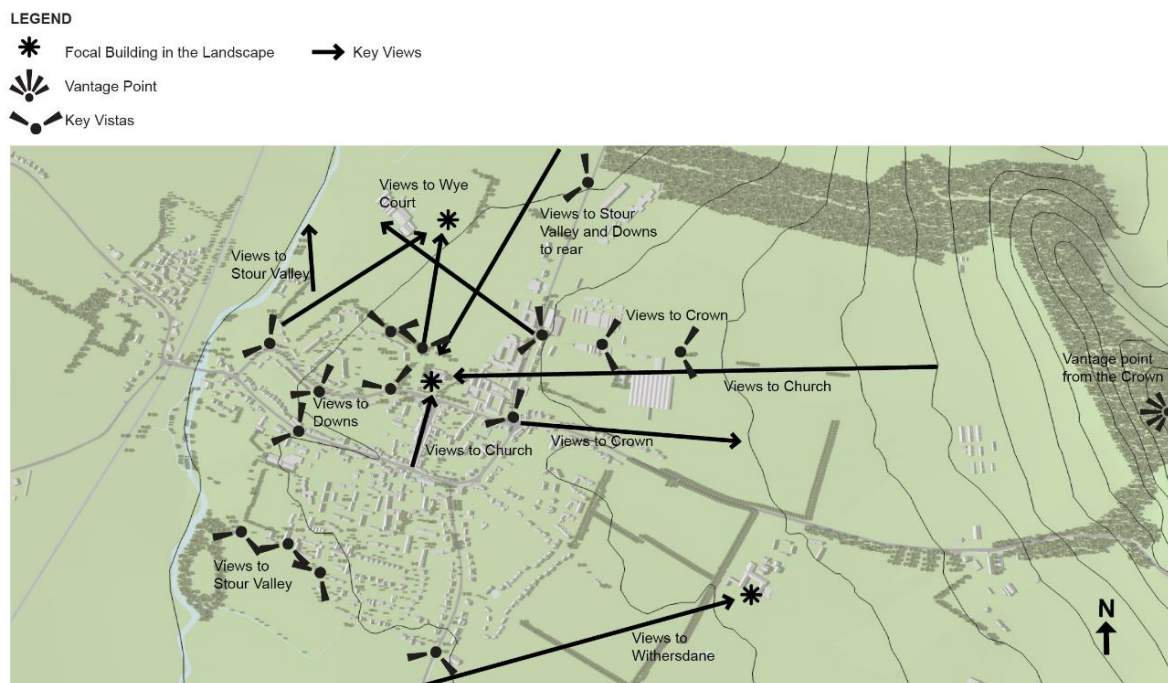 LEGEND
Focal Building in the Landscape
Key Views
Vantage Point
Key Vistas
Views to Wye
Court
Views to Stour
Valley and Downs
to rear
Views to
Stour Valley
Views to Crown
Vantage point
from the Crown
Views to Church
Views to
Downs
Views to Church
Views to Crown
Views to
Stour Valley
Views to
Withersdane
N